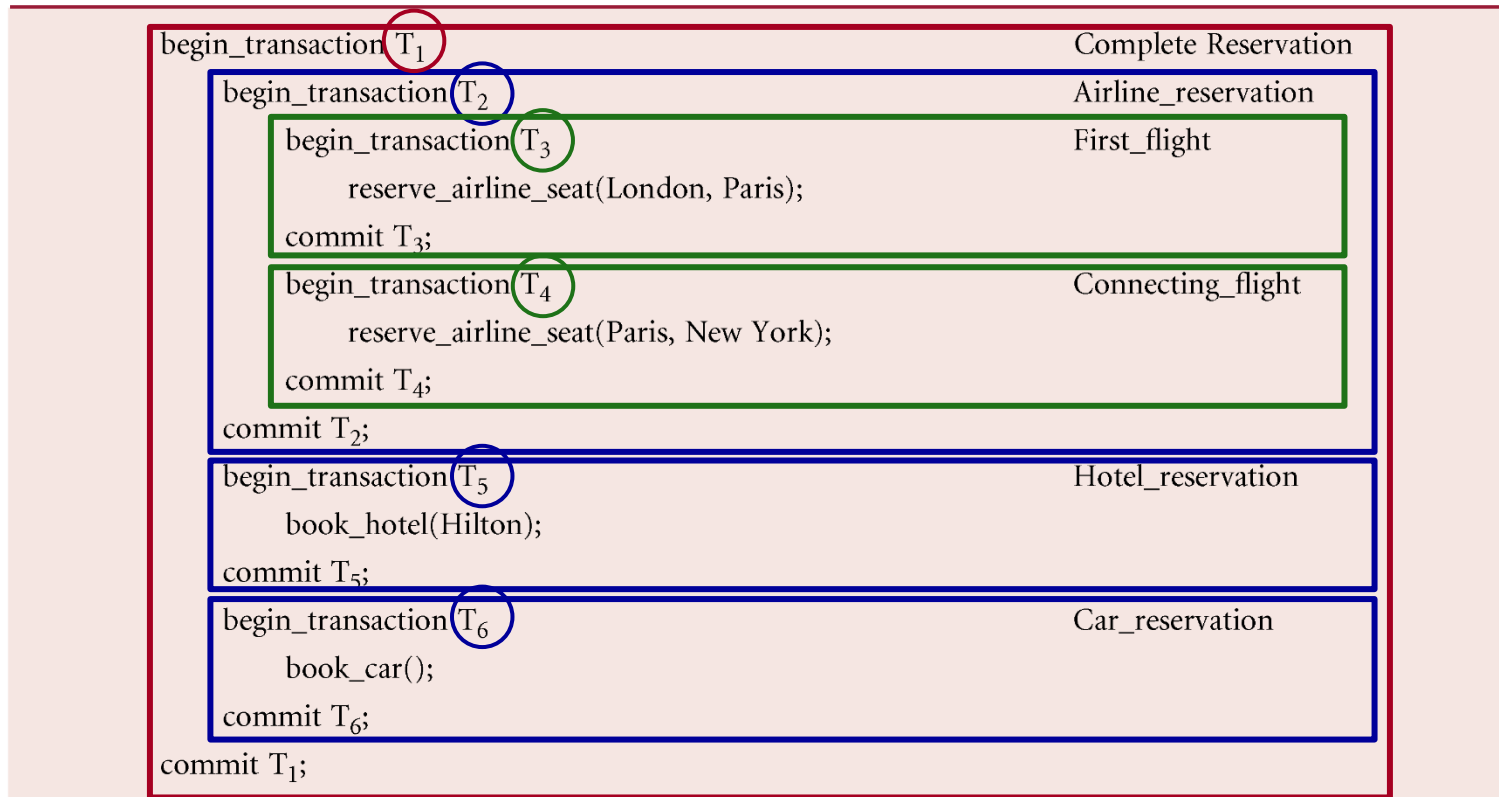 begin_transaction T₁ Complete Reservation
begin_transaction T₂ Airline_reservation
begin_transaction T₃ First_flight
reserve_airline_seat(London, Paris);
commit T₃;
begin_transaction T₄ Connecting_flight
reserve_airline_seat(Paris, New York);
commit T₄;
commit T₂;
begin_transaction T₅ Hotel_reservation
book_hotel(Hilton);
commit T₅;
begin_transaction T₆ Car_reservation
book_car();
commit T₆;
commit T₁;